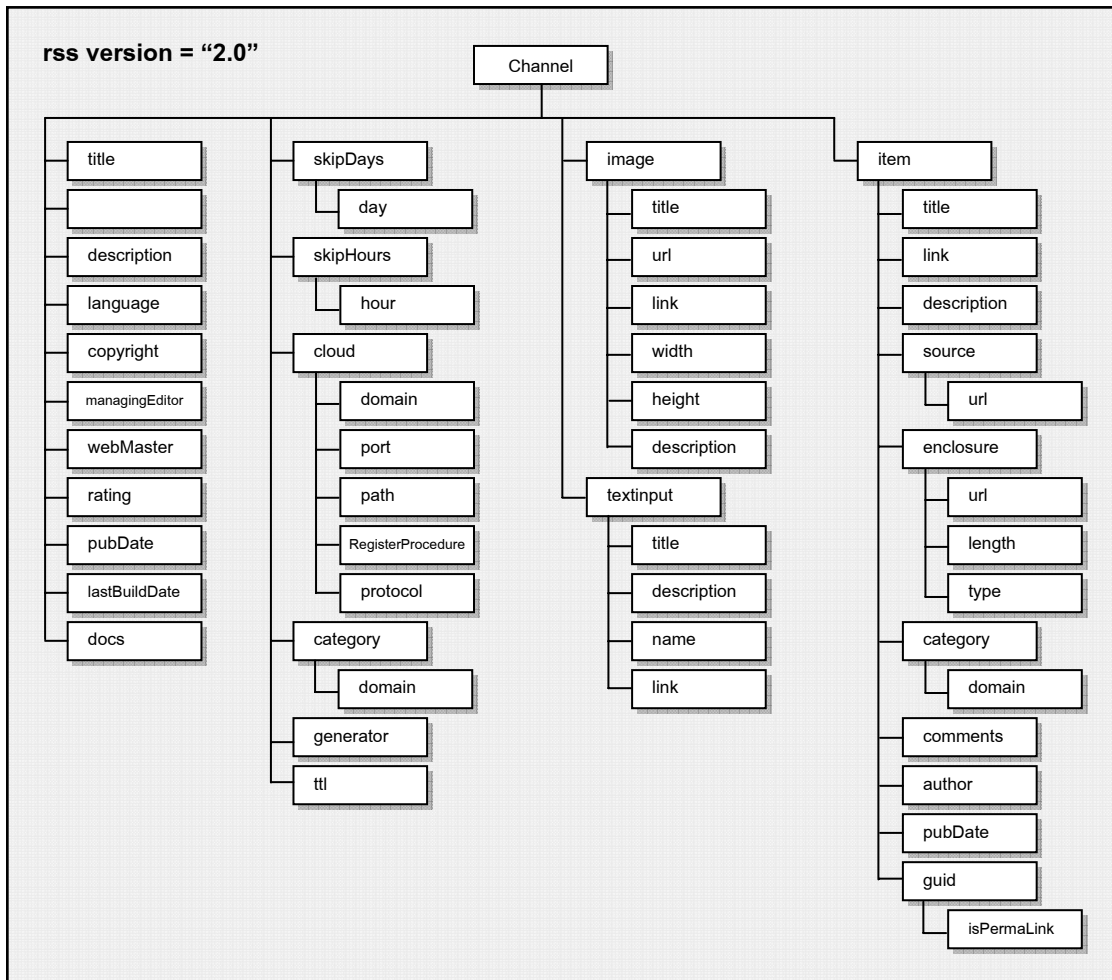 rss version = “2.0”
Channel
title
description
language
copyright
managingEditor
webMaster
rating
pubDate
lastBuildDate
docs
skipDays
day
skipHours
hour
cloud
domain
port
path
RegisterProcedure
protocol
category
domain
generator
ttl
image
title
url
link
width
height
description
textinput
title
description
name
link
item
title
link
description
source
url
enclosure
url
length
type
category
domain
comments
author
pubDate
guid
isPermaLink